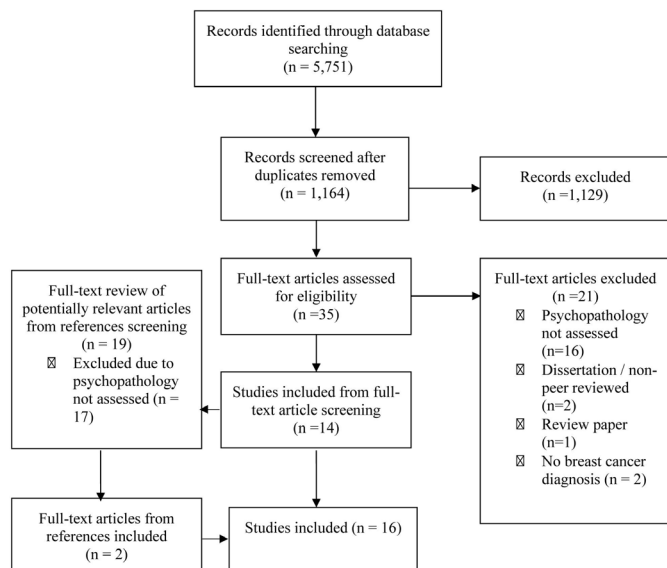 Records identified through database
searching
(n = 5,751)
Records screened after
duplicates removed
(n = 1,164)
Records excluded
(n =1,129)
Full-text articles assessed
for eligibility
(n =35)
Full-text articles excluded
(n =21)
Psychopathology
not assessed
(n=16)
Dissertation / non-
peer reviewed
(n=2)
Review paper
(n=1)
No breast cancer
diagnosis (n = 2)
Full-text review of
potentially relevant articles
from references screening
(n = 19)
Excluded due to
psychopathology
not assessed (n =
17)
Studies included from full-
text article screening
(n =14)
Full-text articles from
references included
(n = 2)
Studies included (n = 16)